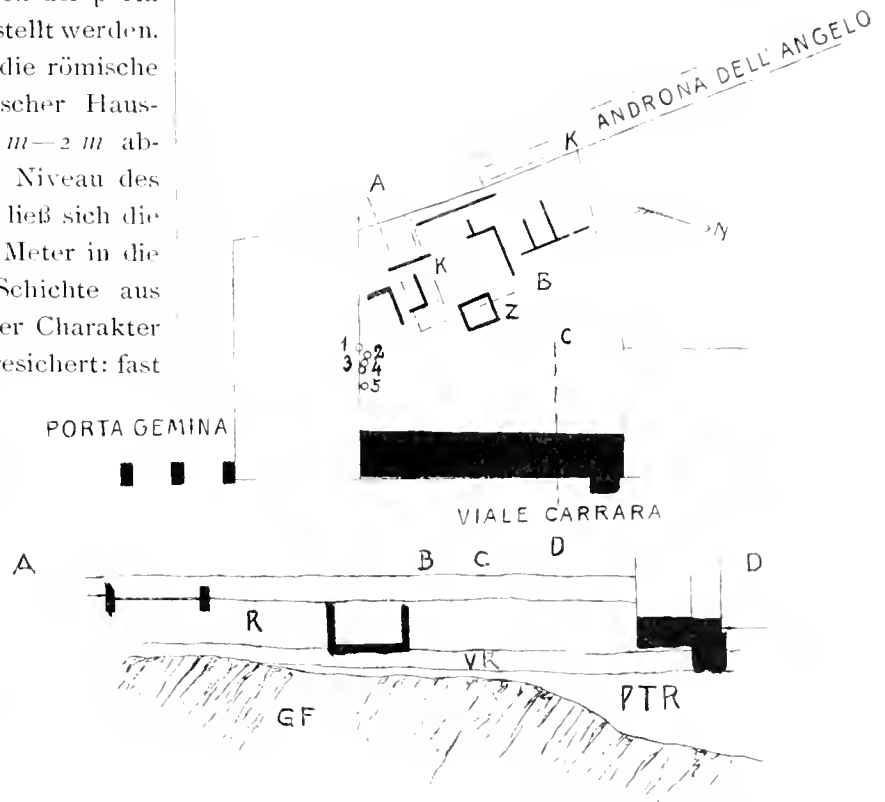 stellt werden.
die römische
ischer Haus-
m—2 m ab-
Niveau des
ließ sich die
Meter in die
Schichte aus
er Charakter
esichert: fast
ANDRONA DELL' ANGELO
K
A
N
K
B
Z
C
1 2
3 4
5
PORTA GEMINA
VIALE CARRARA
D
A B C D
R
VR
PTR
GF